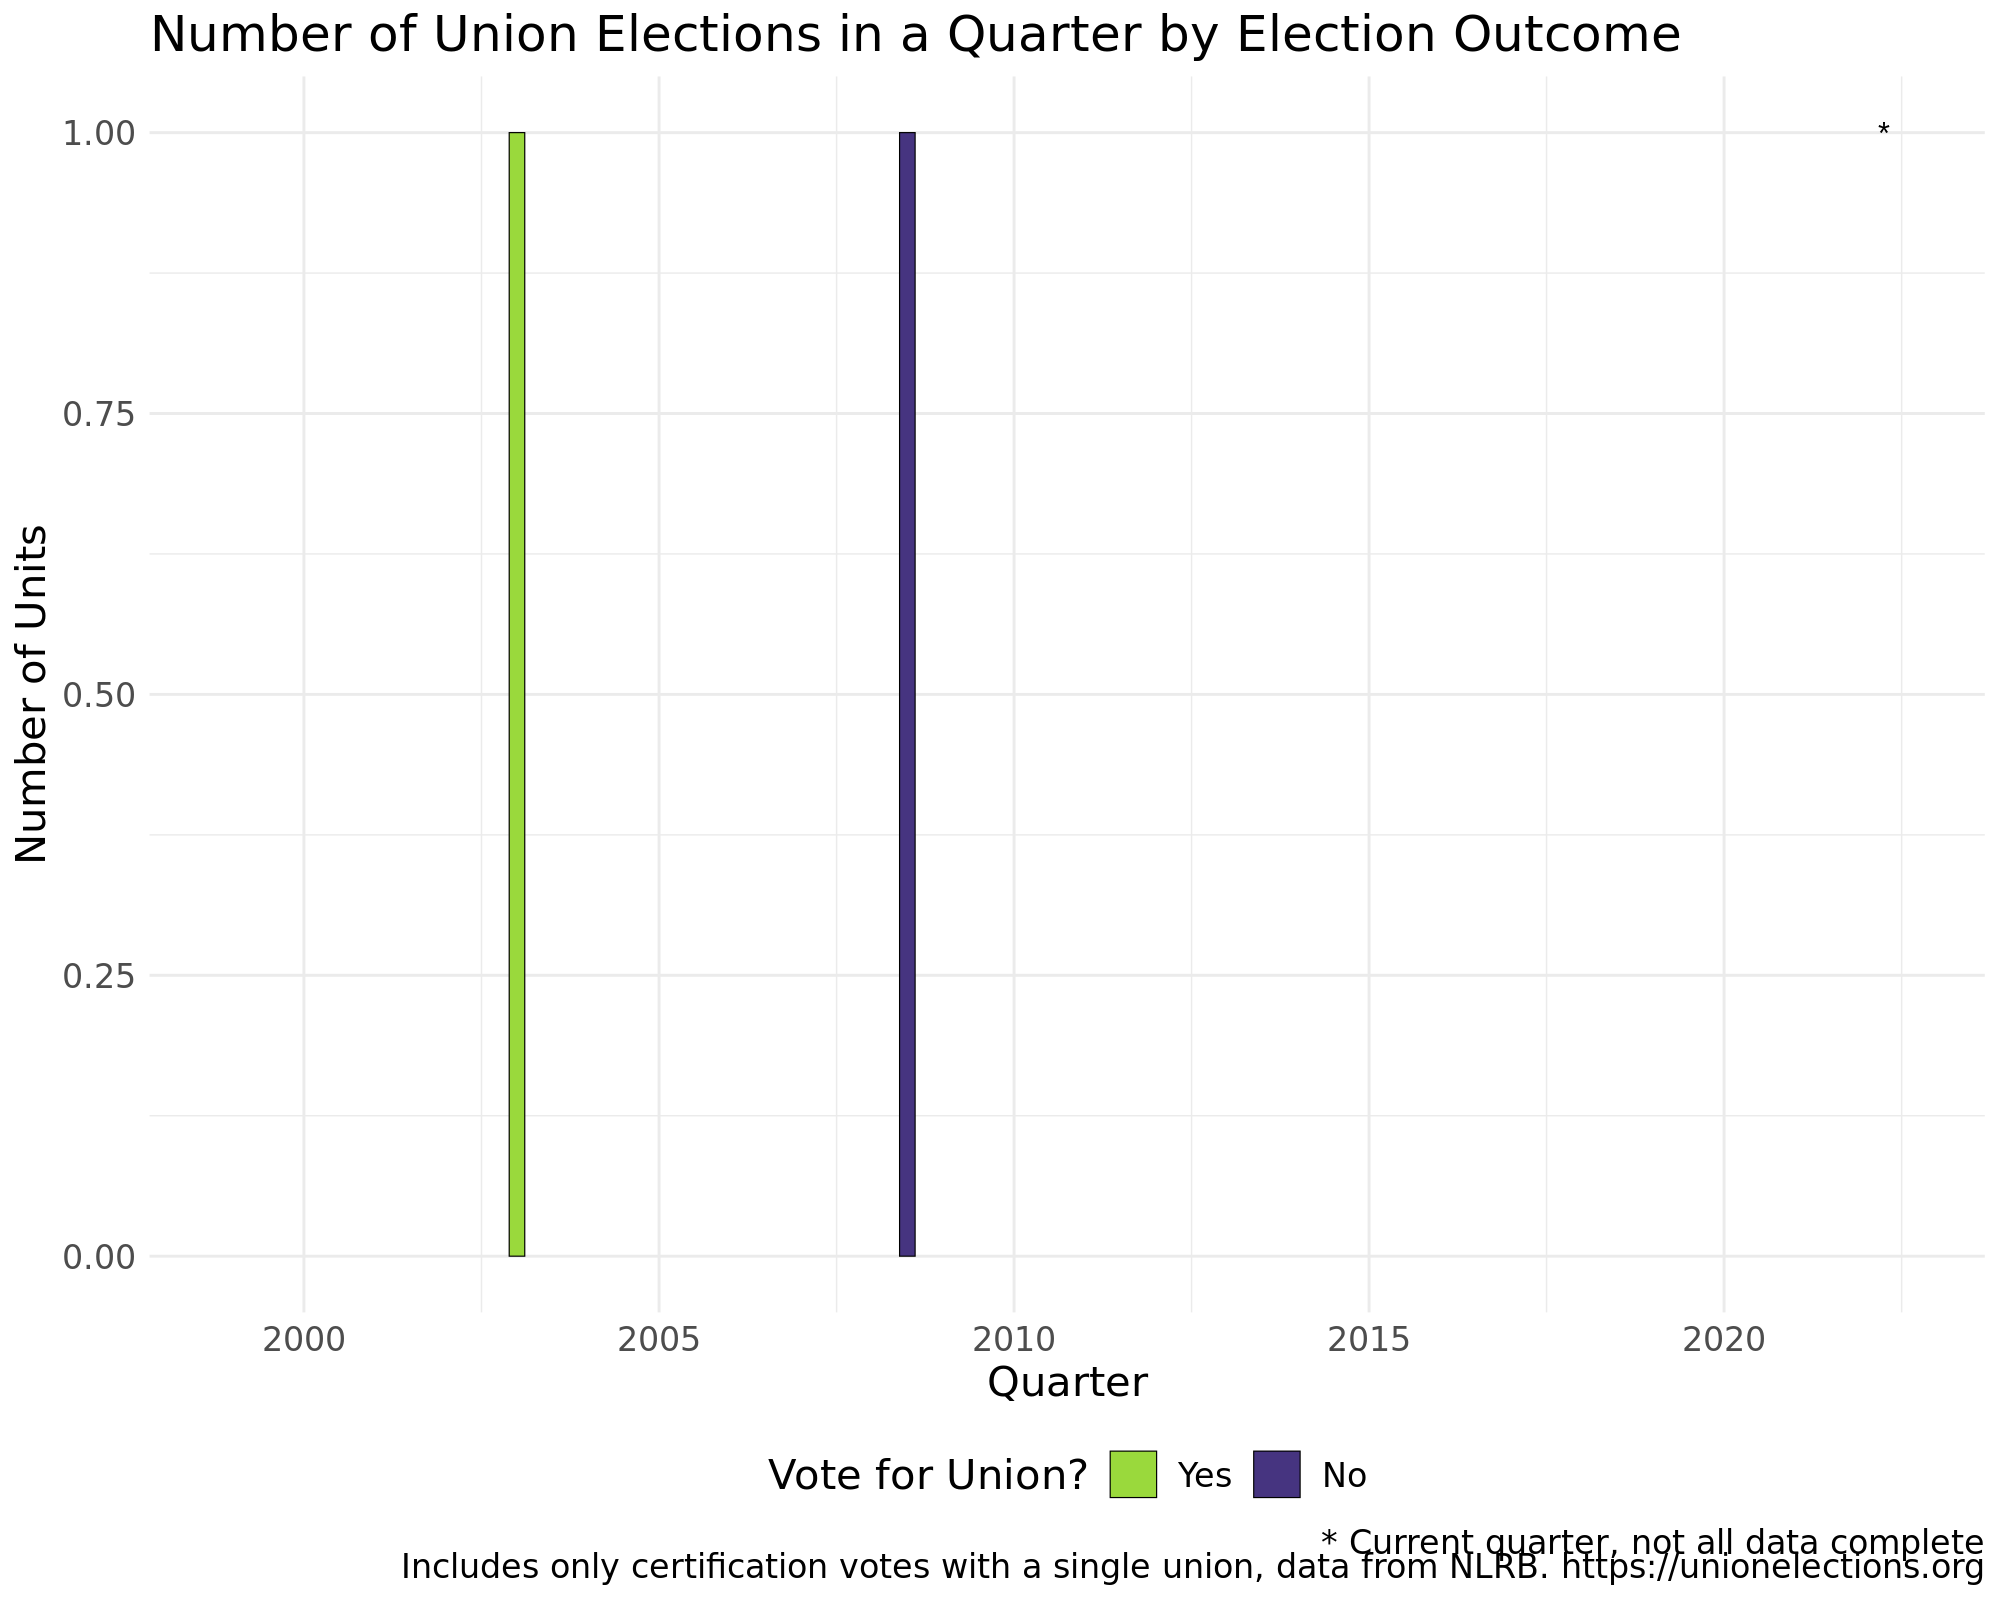 Number of Union Elections in a Quarter by Election Outcome
1.00
*
0.75
0.50
0.25
0.00
Number of Units
2000 2005 2010 2015 2020
Quarter
Vote for Union? Yes No
* Current quarter, not all data complete
Includes only certification votes with a single union, data from NLRB. https://unionelections.org